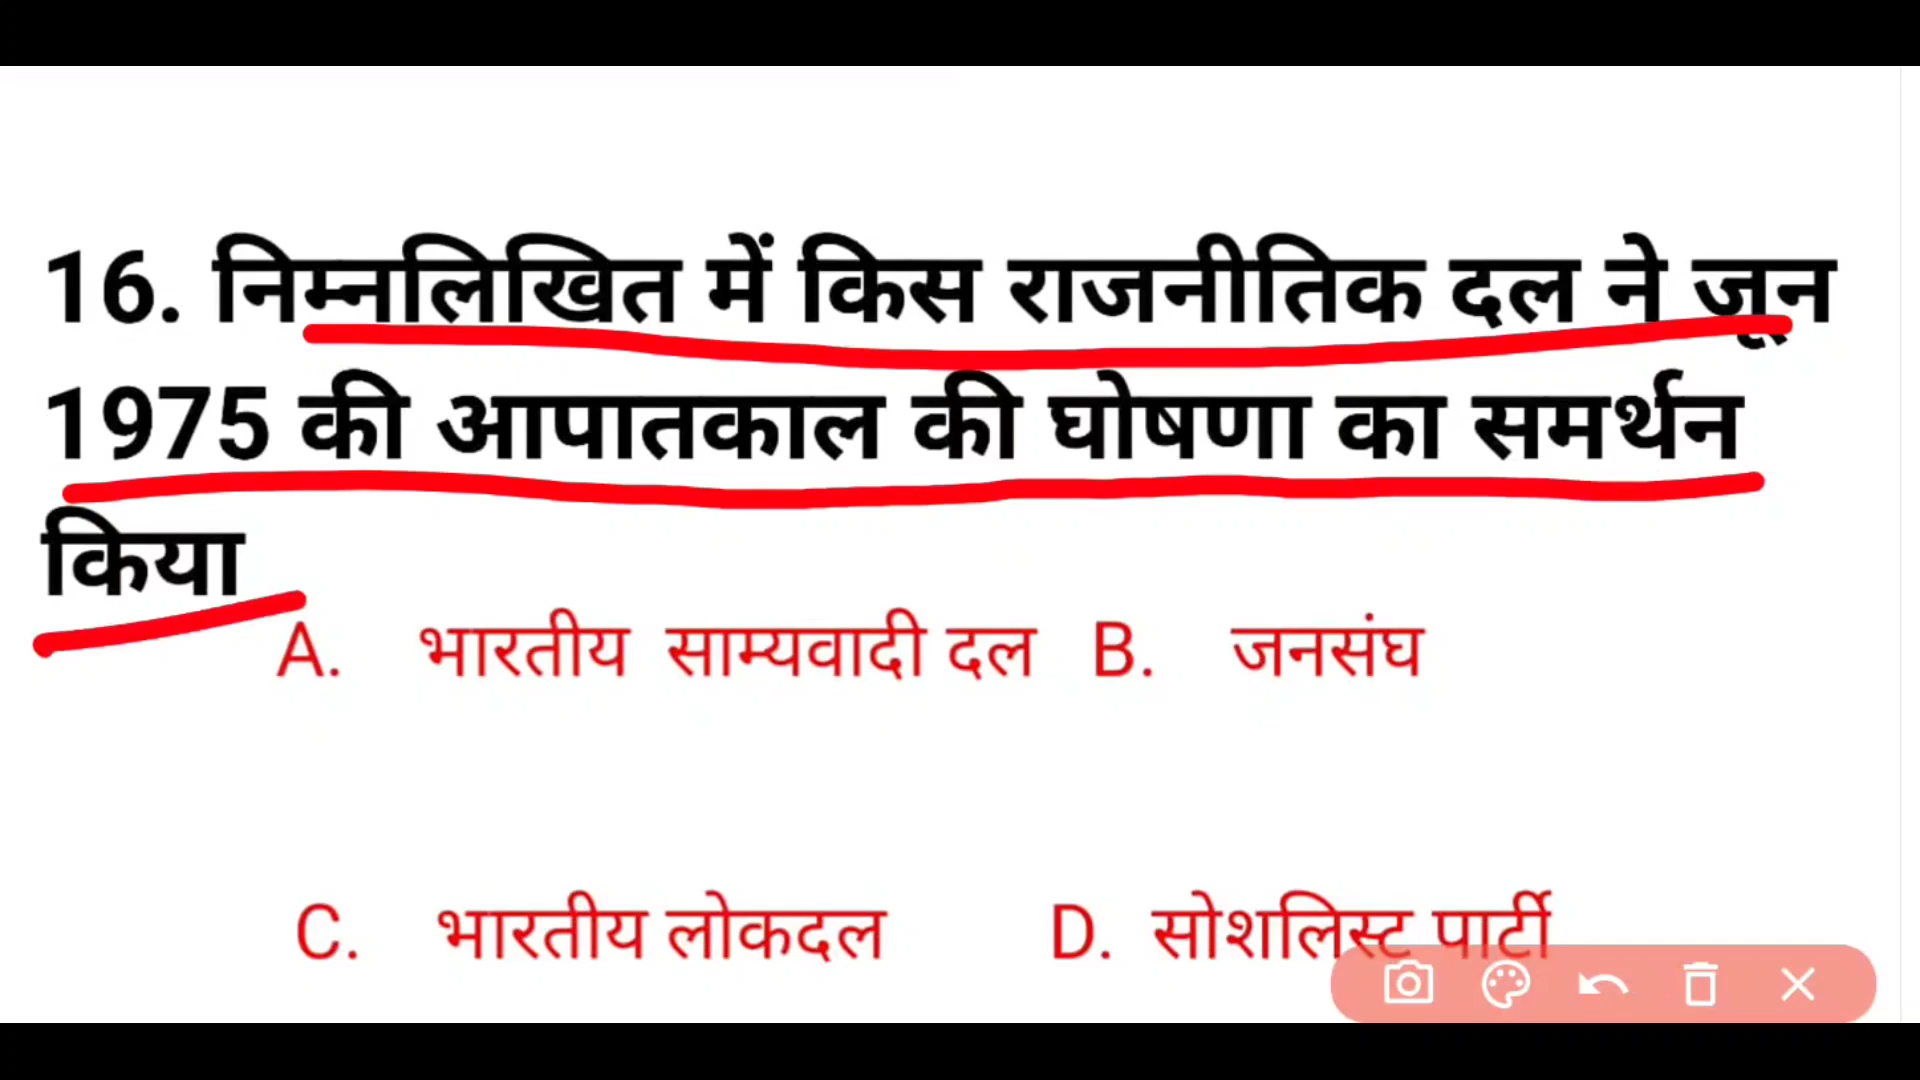 16. निम्नलिखित में किस राजनीतिक दल ने जून
1975 की आपातकाल की घोषणा का समर्थन
किया
A. भारतीय साम्यवादी दल B. जनसंघ
C. भारतीय लोकदल D. सोशलिस्ट पार्टी